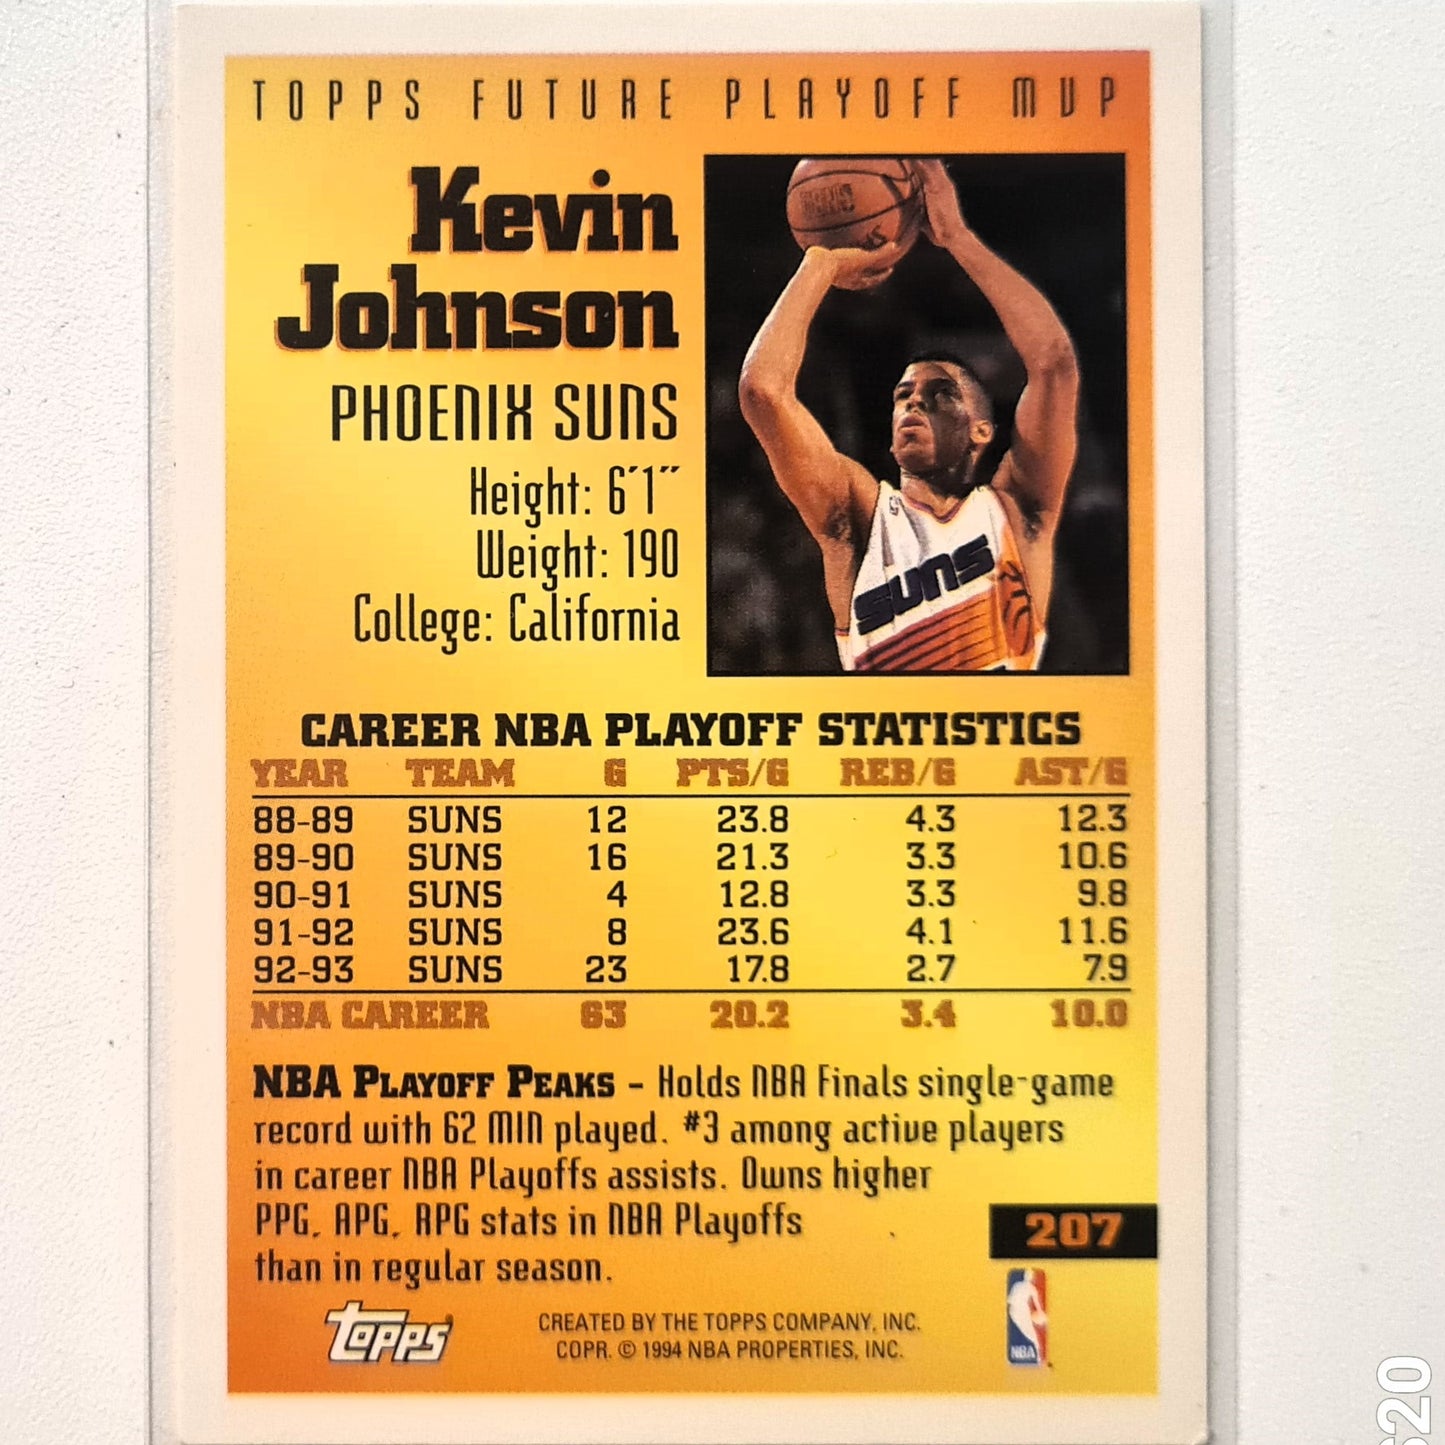 TOPPS FUTURE PLAYOFF MVP
Kevin
Johnson
PHOENIX SUNS
Height: 6'1"
Weight: 190
College: California
SUNS
CAREER NBA PLAYOFF STATISTICS
YEAR TEAM G PTS/G REB/G AST/G
88-89 SUNS 12 23.8 4.3 12.3
89-90 SUNS 16 21.3 3.3 10.6
90-91 SUNS 4 12.8 3.3 9.8
91-92 SUNS 8 23.6 4.1 11.6
92-93 SUNS 23 17.8 2.7 7.9
NBA CAREER 63 20.2 3.4 10.0
NBA PLAYOFF PEAKS - Holds NBA Finals single-game
record with 62 MIN played. #3 among active players
in career NBA Playoffs assists. Owns higher
PPG, APG, RPG stats in NBA Playoffs
than in regular season.
207
Topps
CREATED BY THE TOPPS COMPANY, INC.
COPR. © 1994 NBA PROPERTIES, INC.
NBA